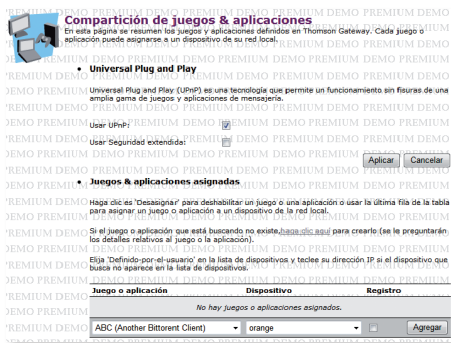 Compartición de juegos & aplicaciones
En esta página se resumen los juegos y aplicaciones definidos en Thomson Gateway. Cada juego o
aplicación puede asignarse a un dispositivo de su red local.
• Universal Plug and Play
Universal Plug and Play (UPnP) es una tecnología que permite un funcionamiento sin fisuras de una
amplia gama de juegos y aplicaciones de mensajería.
Usar UPnP:
Usar Seguridad extendida:
Aplicar Cancelar
• Juegos & aplicaciones asignadas
Haga clic es 'Desasignar' para deshabilitar un juego o una aplicación o usar la última fila de la tabla
para asignar un juego o aplicación a un dispositivo de la red local.
Si el juego o aplicación que está buscando no existe,haga clic aquí para crearlo (se le preguntarán
los detalles relativos al juego o la aplicación).
Elija 'Definido-por-el-usuario' en la lista de dispositivos y teclee su dirección IP si el dispositivo que
busca no aparece en la lista de dispositivos.
Juego o aplicación Dispositivo Registro
No hay juegos o aplicaciones asignados.
ABC (Another Bittorent Client) orange Agregar
PREMIUM DEMO